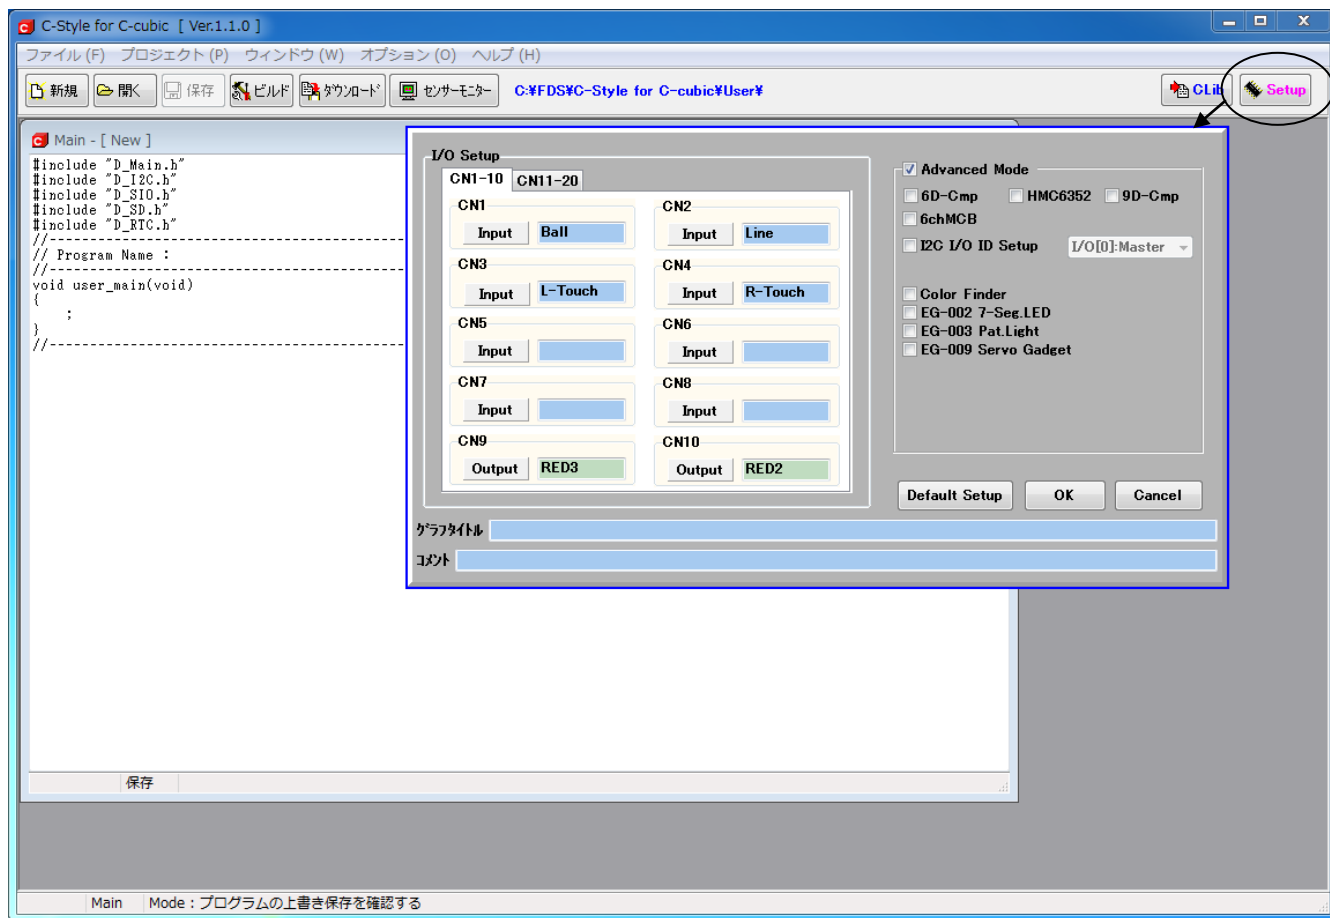 C-Style for C-cubic [ Ver.1.1.0 ]
ファイル (F) プロジェクト (P) ウィンドウ (W) オプション (O) ヘルプ (H)
新規 開く 保存 ビルド ダウンロード センサーモニター C:¥FDS¥C-Style for C-cubic¥User¥ CLib Setup
Main - [ New ]
#include "D_Main.h"
#include "D_I2C.h"
#include "D_SIO.h"
#include "D_SD.h"
#include "D_RTC.h"
//------------------------------------------
// Program Name :
//------------------------------------------
void user_main(void)
{
;
}
//------------------------------------------
保存
I/O Setup
CN1-10 CN11-20
CN1 CN2
Input Ball Input Line
CN3 CN4
Input L-Touch Input R-Touch
CN5 CN6
Input Input
CN7 CN8
Input Input
CN9 CN10
Output RED3 Output RED2
Advanced Mode
6D-Cmp HMC6352 9D-Cmp
6chMCB
I2C I/O ID Setup I/O[0]:Master
Color Finder
EG-002 7-Seg.LED
EG-003 Pat.Light
EG-009 Servo Gadget
Default Setup OK Cancel
グラフタイトル
コメント
Main Mode：プログラムの上書き保存を確認する